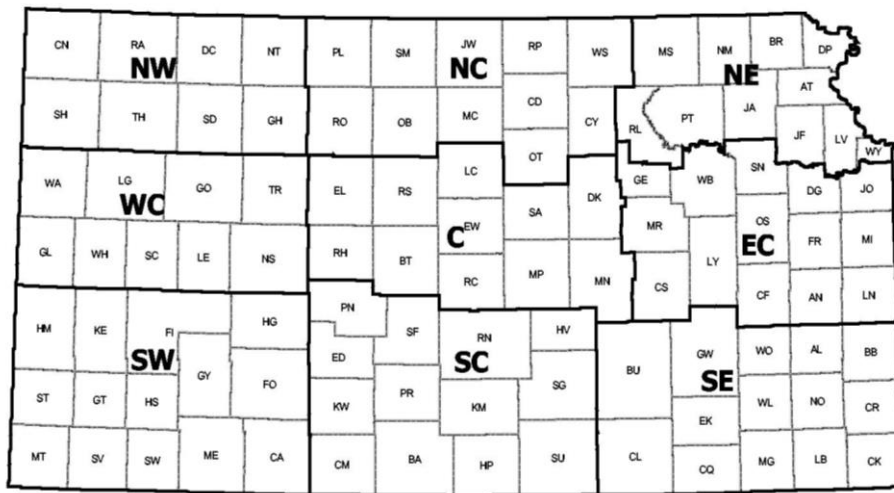 CN RA DC NT PL SM JW RP WS MS NM BR DP
NW NC NE
SH TH SD GH RO OB MC CD CY RL PT JA AT
OT JF LV WY
WA LG GO TR EL RS LC SA DK GE WB SN DG JO
WC C EC
GL WH SC LE NS RH BT EW RC MP MN MR CS LY OS CF FR AN MI LN
HM KE FI HG PN SF RN HV BU GW WO AL BB
SW SC SE
GY FO ED SG
ST GT HS KW PR KM EK WL NO CR
MT SV SW ME CA CM BA HP SU CL CQ MG LB CK